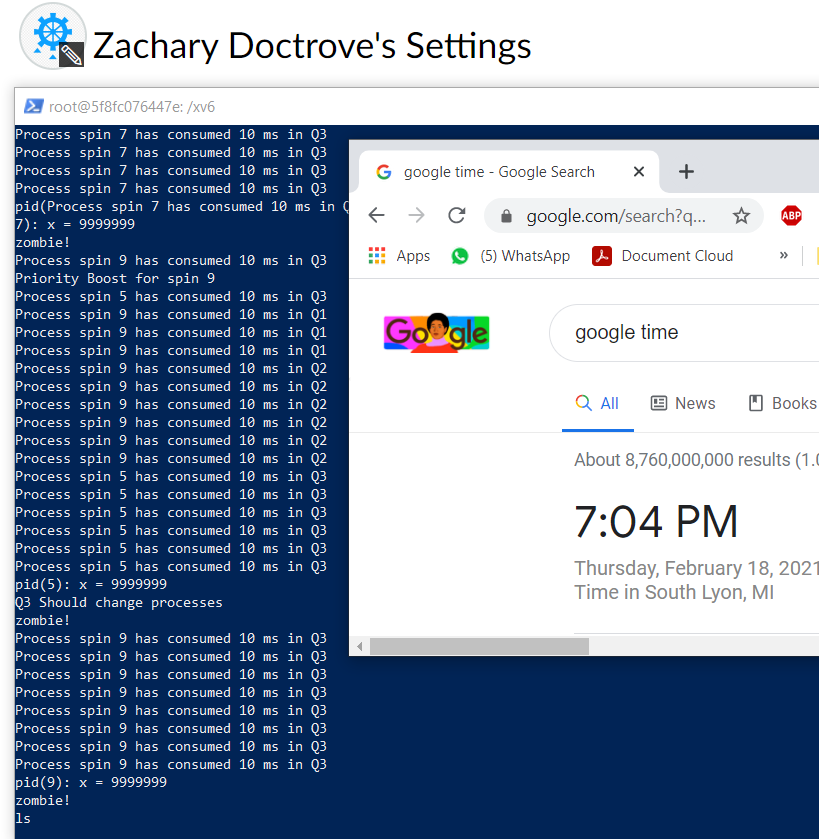 Zachary Doctrove's Settings
root@5f8fc076447e: /xv6
Process spin 7 has consumed 10 ms in Q3
Process spin 7 has consumed 10 ms in Q3
Process spin 7 has consumed 10 ms in Q3
Process spin 7 has consumed 10 ms in Q3
pid(Process spin 7 has consumed 10 ms in Q
7): x = 9999999
zombie!
Process spin 9 has consumed 10 ms in Q3
Priority Boost for spin 9
Process spin 5 has consumed 10 ms in Q3
Process spin 9 has consumed 10 ms in Q1
Process spin 9 has consumed 10 ms in Q1
Process spin 9 has consumed 10 ms in Q1
Process spin 9 has consumed 10 ms in Q2
Process spin 9 has consumed 10 ms in Q2
Process spin 9 has consumed 10 ms in Q2
Process spin 9 has consumed 10 ms in Q2
Process spin 9 has consumed 10 ms in Q2
Process spin 9 has consumed 10 ms in Q2
Process spin 5 has consumed 10 ms in Q3
Process spin 5 has consumed 10 ms in Q3
Process spin 5 has consumed 10 ms in Q3
Process spin 5 has consumed 10 ms in Q3
Process spin 5 has consumed 10 ms in Q3
Process spin 5 has consumed 10 ms in Q3
pid(5): x = 9999999
Q3 Should change processes
zombie!
Process spin 9 has consumed 10 ms in Q3
Process spin 9 has consumed 10 ms in Q3
Process spin 9 has consumed 10 ms in Q3
Process spin 9 has consumed 10 ms in Q3
Process spin 9 has consumed 10 ms in Q3
Process spin 9 has consumed 10 ms in Q3
Process spin 9 has consumed 10 ms in Q3
Process spin 9 has consumed 10 ms in Q3
pid(9): x = 9999999
zombie!
ls
google time - Google Search
google.com/search?q...
ABP
Apps (5) WhatsApp Document Cloud »
Google
google time
All News Books
About 8,760,000,000 results (1.0
7:04 PM
Thursday, February 18, 2021
Time in South Lyon, MI